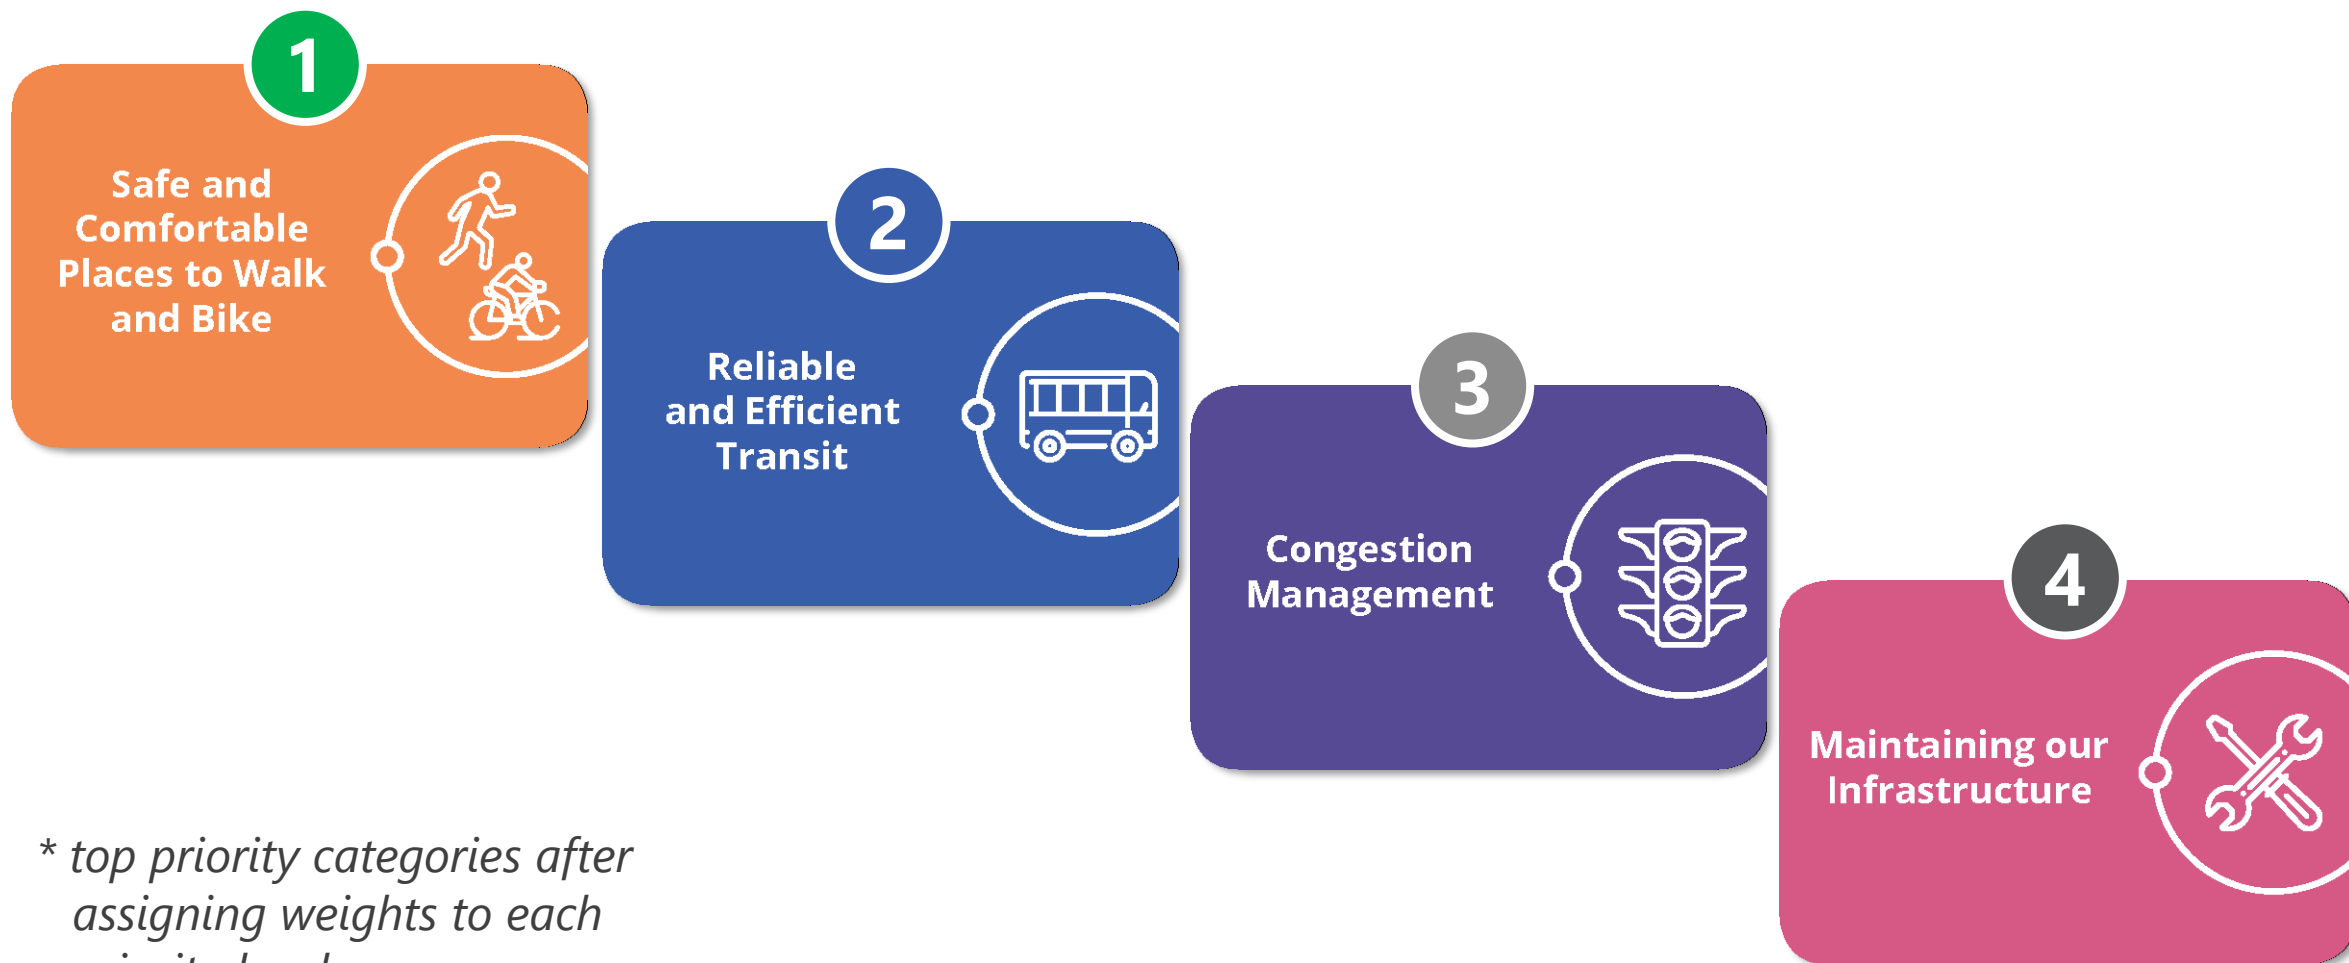 1
Safe and
Comfortable
Places to Walk
and Bike
2
Reliable
and Efficient
Transit
3
Congestion
Management
4
Maintaining our
Infrastructure
* top priority categories after
assigning weights to each